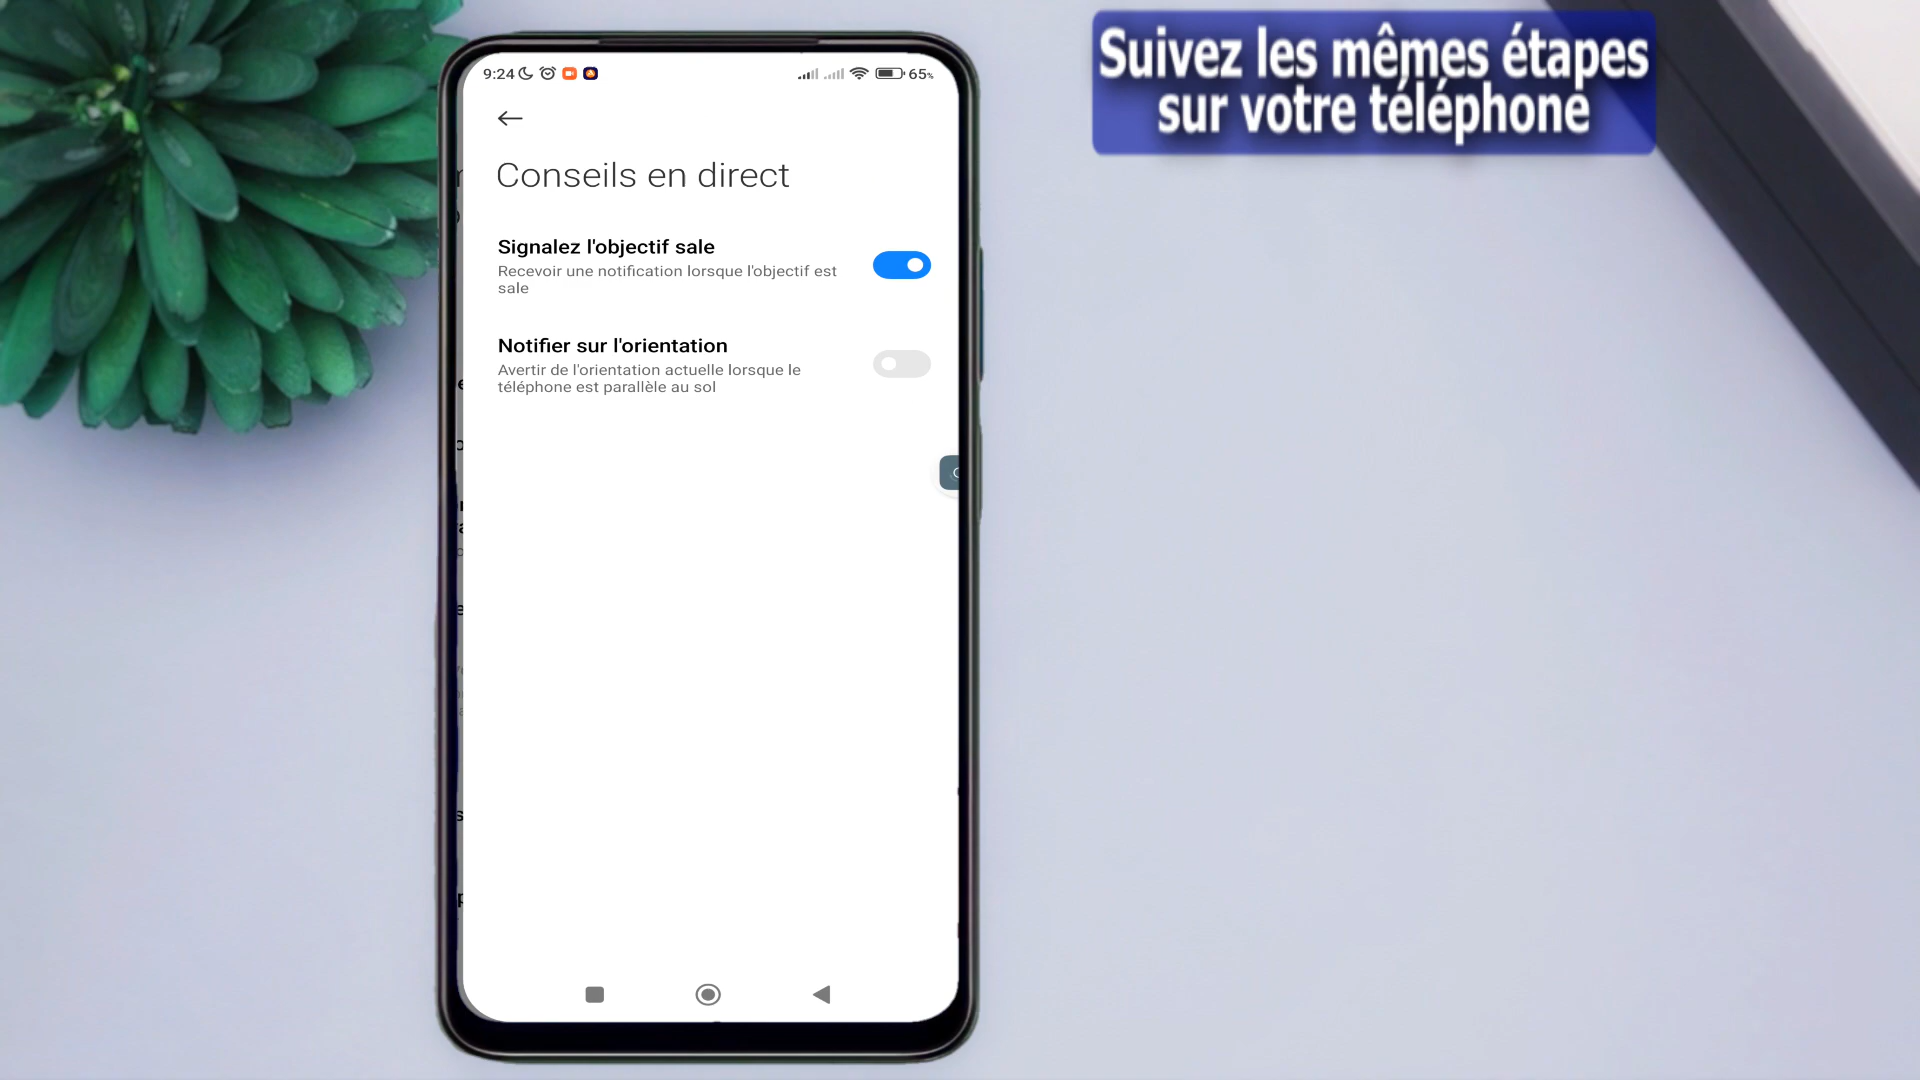 Suivez les mêmes étapes
sur votre téléphone
9:24
65%
Conseils en direct
Signalez l'objectif sale
Recevoir une notification lorsque l'objectif est
sale
Notifier sur l'orientation
Avertir de l'orientation actuelle lorsque le
téléphone est parallèle au sol